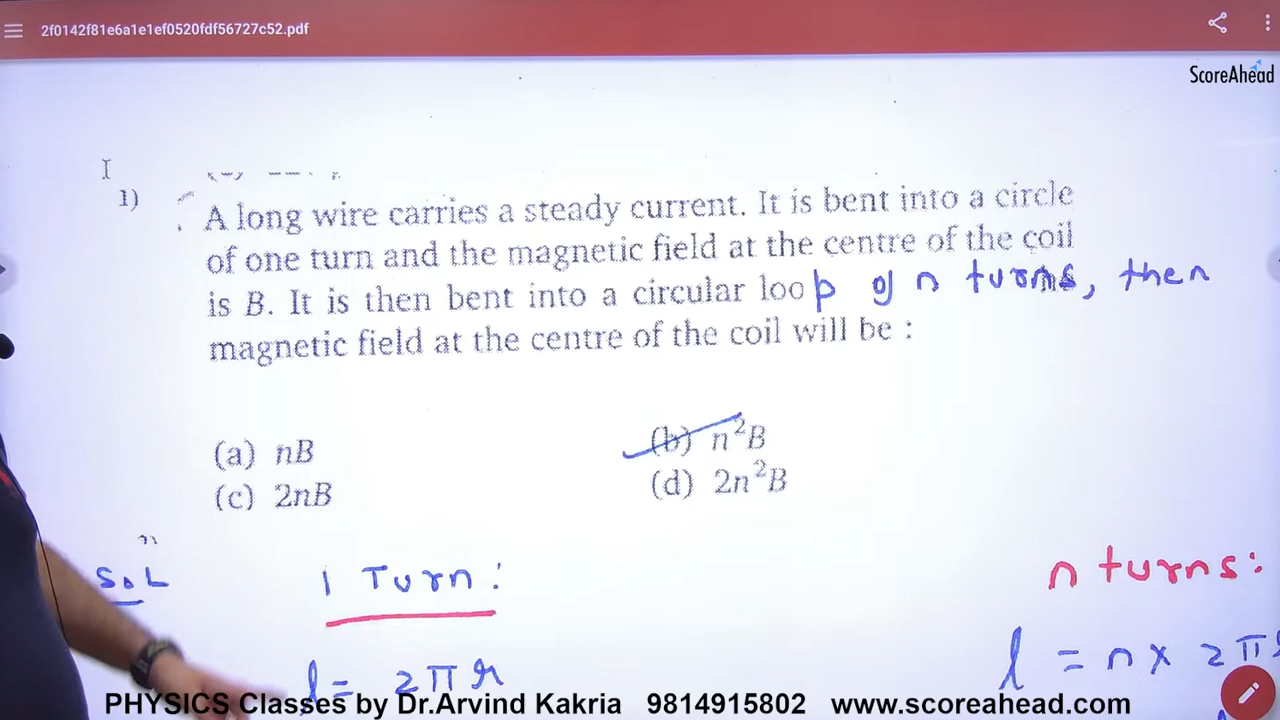 2f0142f81e6a1e1ef0520fdf56727c52.pdf
ScoreAhead
1)
A long wire carries a steady current. It is bent into a circle
of one turn and the magnetic field at the centre of the coil
is B. It is then bent into a circular loop of n turns, then
magnetic field at the centre of the coil will be :
(a) nB
(b) n²B
(c) 2nB
(d) 2n²B
SOL
1 Turn :
n turns :
l = 2πr
l = n × 2π
PHYSICS Classes by Dr.Arvind Kakria 9814915802 www.scoreahead.com